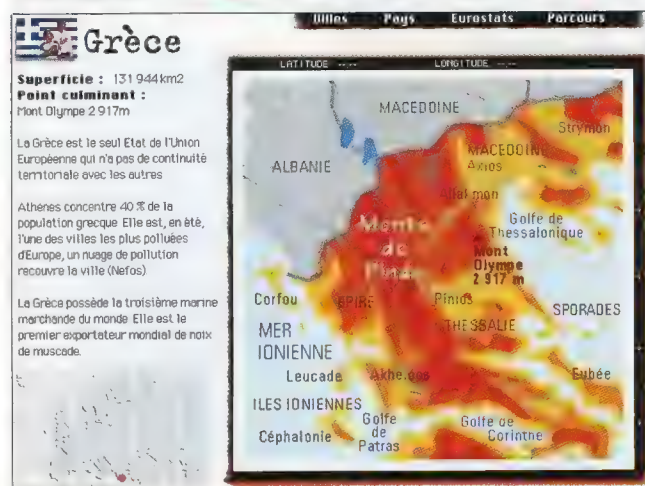 Villes Pays Eurostats Parcours
Grèce
Superficie : 131 944 km2
Point culminant :
Mont Olympe 2 917m
La Grèce est le seul Etat de l'Union
Européenne qui n'a pas de continuité
territoriale avec les autres
Athenes concentre 40 % de la
population grecque Elle est, en été,
l'une des villes les plus polluées
d'Europe, un nuage de pollution
recouvre la ville (Nefos)
La Grèce possède la troisième marine
marchande du monde Elle est le
premier exportateur mondial de noix
de muscade.
LATITUDE --.-- LONGITUDE --.--
MACEDOINE
Strymon
ALBANIE
MACEDOINE
Axios
Aliakmon
Golfe de
Thessalonique
Monts
du
Pinde
Mont
Olympe
2 917 m
Corfou
EPIRE
Pinios
SPORADES
MER
IONIENNE
THESSALIE
Leucade
Eubée
ILES IONIENNES
Golfe
de
Patras
Golfe de
Corinthe
Céphalonie